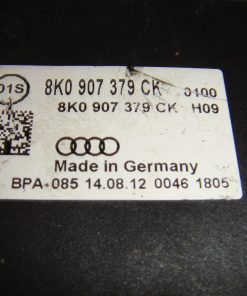 01S 8K0 907 379 CK 0100
8K0 907 379 CK H09
Made in Germany
BPA-085 14.08.12 0046 1805